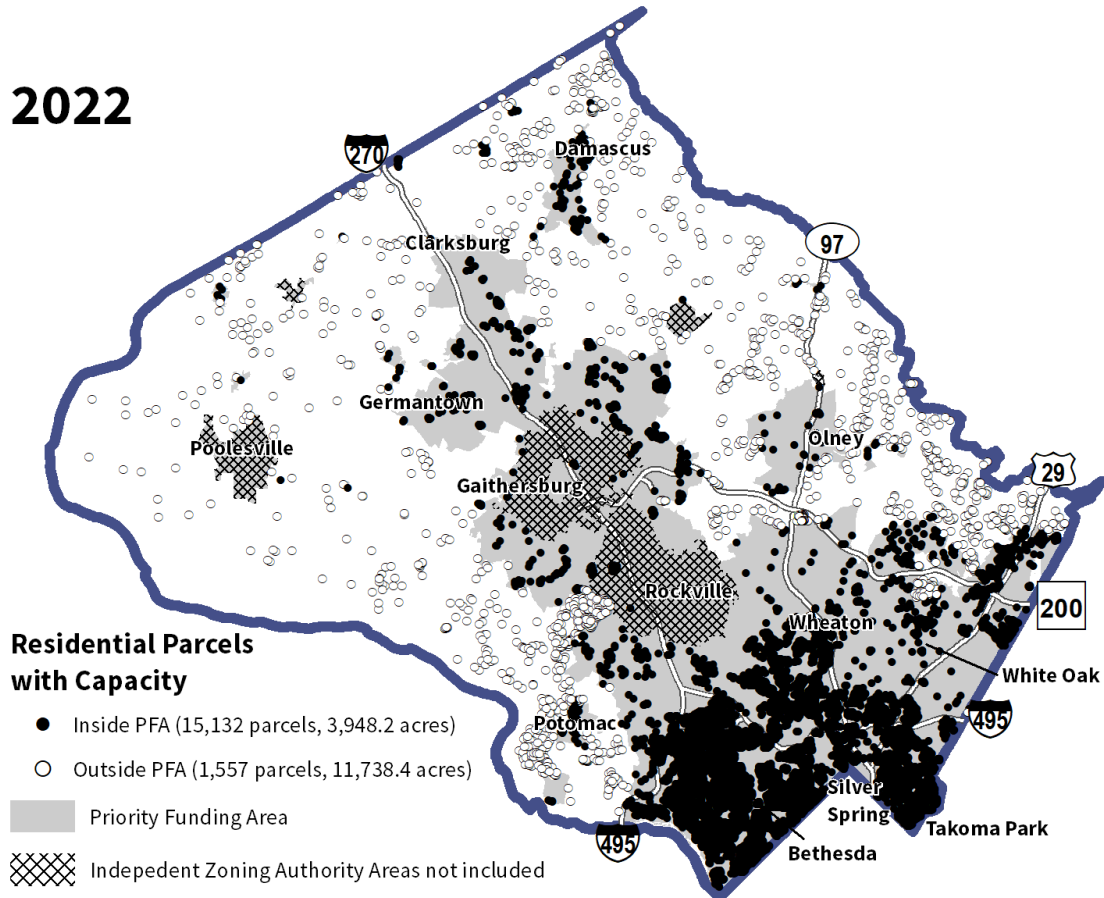 2022
270
Damascus
97
Clarksburg
Germantown
Olney
Poolesville
29
Gaithersburg
Rockville
200
Wheaton
Residential Parcels
with Capacity
White Oak
Inside PFA (15,132 parcels, 3,948.2 acres)
Potomac
495
Outside PFA (1,557 parcels, 11,738.4 acres)
Silver
Spring
Priority Funding Area
Takoma Park
495
Bethesda
Indepedent Zoning Authority Areas not included